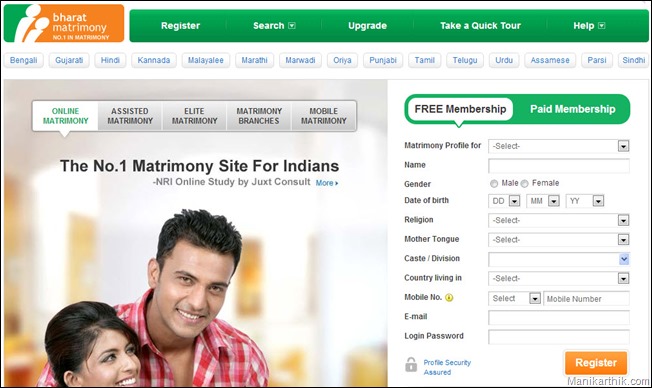 bharat
matrimony
NO.1 IN MATRIMONY
Register Search Upgrade Take a Quick Tour Help
Bengali Gujarati Hindi Kannada Malayalee Marathi Marwadi Oriya Punjabi Tamil Telugu Urdu Assamese Parsi Sindhi
ONLINE
MATRIMONY
ASSISTED
MATRIMONY
ELITE
MATRIMONY
MATRIMONY
BRANCHES
MOBILE
MATRIMONY
The No.1 Matrimony Site For Indians
-NRI Online Study by Juxt Consult More
FREE Membership Paid Membership
Matrimony Profile for -Select-
Name
Gender Male Female
Date of birth DD MM YY
Religion -Select-
Mother Tongue -Select-
Caste / Division
Country living in -Select-
Mobile No. Select Mobile Number
E-mail
Login Password
Profile Security
Assured
Register
Manikarthik.com